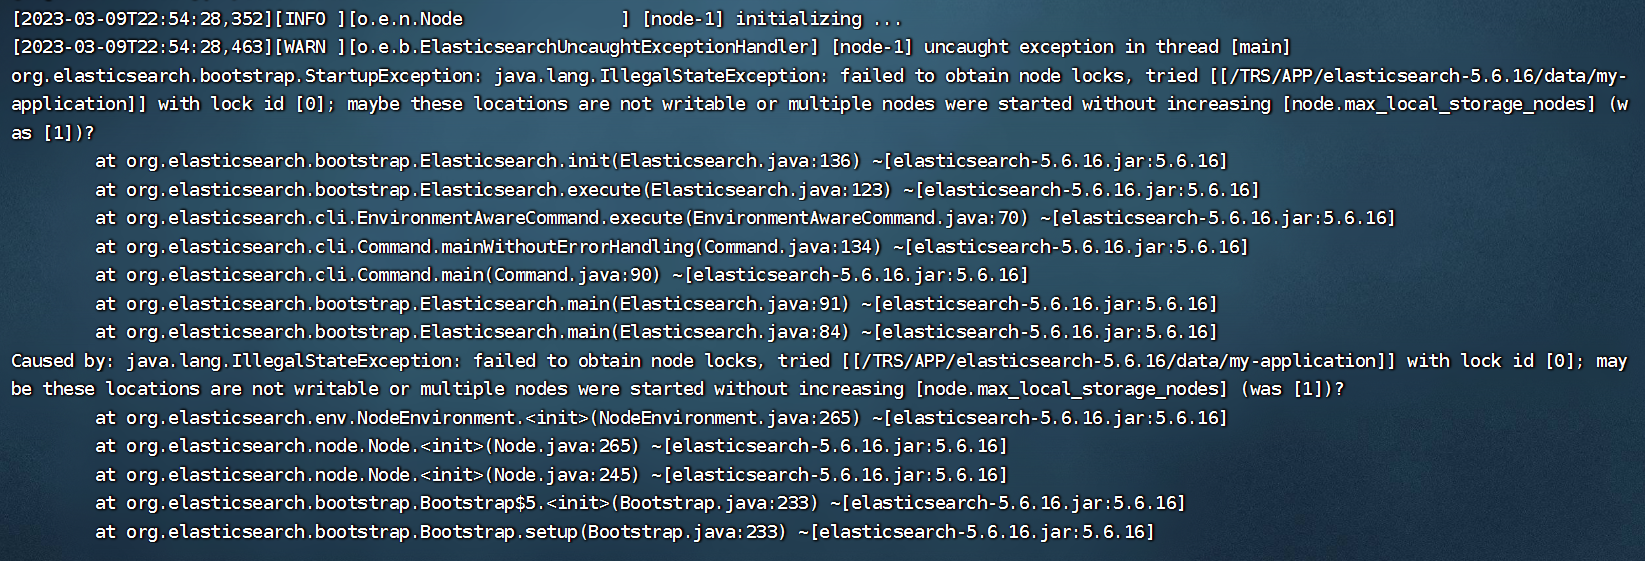 [2023-03-09T22:54:28,352][INFO ][o.e.n.Node               ] [node-1] initializing ...
[2023-03-09T22:54:28,463][WARN ][o.e.b.ElasticsearchUncaughtExceptionHandler] [node-1] uncaught exception in thread [main]
org.elasticsearch.bootstrap.StartupException: java.lang.IllegalStateException: failed to obtain node locks, tried [[/TRS/APP/elasticsearch-5.6.16/data/my-
application]] with lock id [0]; maybe these locations are not writable or multiple nodes were started without increasing [node.max_local_storage_nodes] (w
as [1])?
        at org.elasticsearch.bootstrap.Elasticsearch.init(Elasticsearch.java:136) ~[elasticsearch-5.6.16.jar:5.6.16]
        at org.elasticsearch.bootstrap.Elasticsearch.execute(Elasticsearch.java:123) ~[elasticsearch-5.6.16.jar:5.6.16]
        at org.elasticsearch.cli.EnvironmentAwareCommand.execute(EnvironmentAwareCommand.java:70) ~[elasticsearch-5.6.16.jar:5.6.16]
        at org.elasticsearch.cli.Command.mainWithoutErrorHandling(Command.java:134) ~[elasticsearch-5.6.16.jar:5.6.16]
        at org.elasticsearch.cli.Command.main(Command.java:90) ~[elasticsearch-5.6.16.jar:5.6.16]
        at org.elasticsearch.bootstrap.Elasticsearch.main(Elasticsearch.java:91) ~[elasticsearch-5.6.16.jar:5.6.16]
        at org.elasticsearch.bootstrap.Elasticsearch.main(Elasticsearch.java:84) ~[elasticsearch-5.6.16.jar:5.6.16]
Caused by: java.lang.IllegalStateException: failed to obtain node locks, tried [[/TRS/APP/elasticsearch-5.6.16/data/my-application]] with lock id [0]; may
be these locations are not writable or multiple nodes were started without increasing [node.max_local_storage_nodes] (was [1])?
        at org.elasticsearch.env.NodeEnvironment.<init>(NodeEnvironment.java:265) ~[elasticsearch-5.6.16.jar:5.6.16]
        at org.elasticsearch.node.Node.<init>(Node.java:265) ~[elasticsearch-5.6.16.jar:5.6.16]
        at org.elasticsearch.node.Node.<init>(Node.java:245) ~[elasticsearch-5.6.16.jar:5.6.16]
        at org.elasticsearch.bootstrap.Bootstrap$5.<init>(Bootstrap.java:233) ~[elasticsearch-5.6.16.jar:5.6.16]
        at org.elasticsearch.bootstrap.Bootstrap.setup(Bootstrap.java:233) ~[elasticsearch-5.6.16.jar:5.6.16]